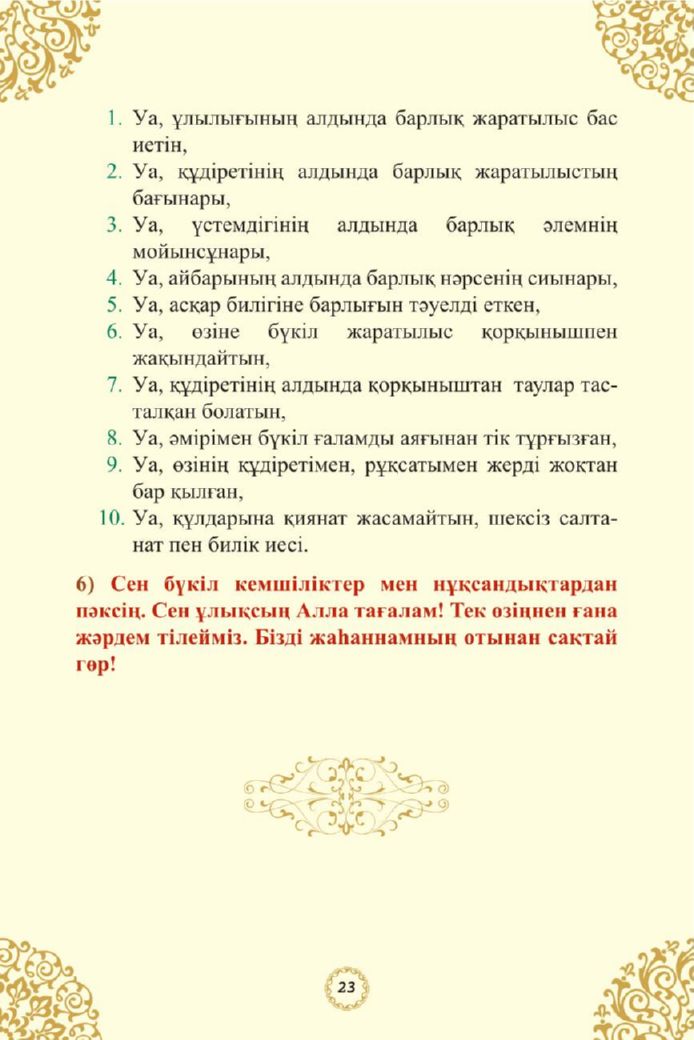 1. Уа, ұлылығының алдында барлық жаратылыс бас
иетін,
2. Уа, құдіретінің алдында барлық жаратылыстың
бағынары,
3. Уа, үстемдігінің алдында барлық әлемнің
мойынсұнары,
4. Уа, айбарының алдында барлық нәрсенің сиынары,
5. Уа, асқар билігіне барлығын тәуелді еткен,
6. Уа, өзіне бүкіл жаратылыс қорқынышпен
жақындайтын,
7. Уа, құдіретінің алдында қорқыныштан таулар тас-
талқан болатын,
8. Уа, әмірімен бүкіл ғаламды аяғынан тік тұрғызған,
9. Уа, өзінің құдіретімен, рұқсатымен жерді жоқтан
бар қылған,
10. Уа, құлдарына қиянат жасамайтын, шексіз салта-
нат пен билік иесі.
6) Сен бүкіл кемшіліктер мен нұқсандықтардан
пәксің. Сен ұлықсың Алла тағалам! Тек өзіңнен ғана
жәрдем тілейміз. Бізді жаһаннамның отынан сақтай
гөр!
23